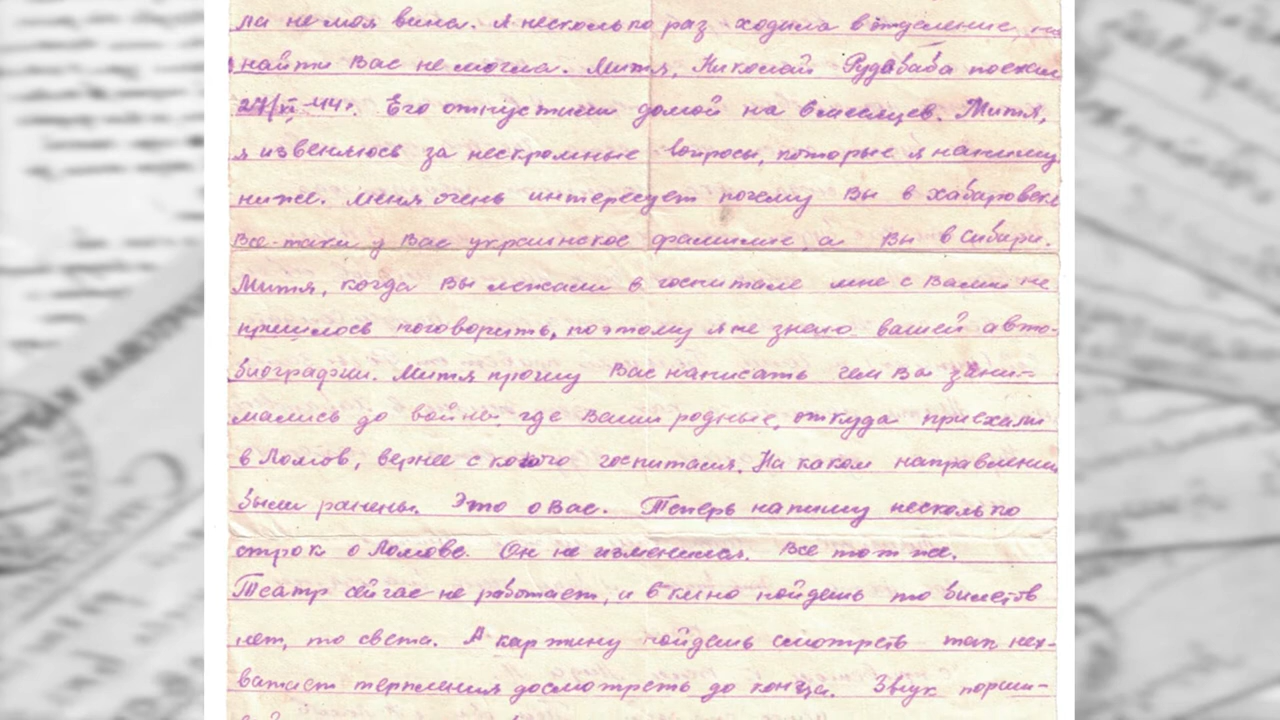 ла не моя вина. Я несколько раз ходила в отделение, но
найти Вас не могла. Митя, Николай Рудабаба поехал
27/XI-44г. Его отпустили домой на 6 месяцев. Митя,
я извеняюсь за нескромные вопросы, которые я напишу
ниже. Меня очень интересует почему Вы в Хабаровске
Все-таки у Вас украинское фамилие, а Вы в Сибири.
Митя, когда Вы лежали в госпитале мне с Вами не
пришлось поговорить, поэтому я не знаю вашей авто-
биографии. Митя прошу Вас написать чем Вы зани-
мались до войны, где Ваши родные, откуда приехали
в Ломов, вернее с какого госпиталя. На каком направлении
были ранены. Это о Вас. Теперь напишу несколько
строк о Ломове. Он не изменился. Все тот же.
Театр сейчас не работает, и в кино пойдешь то билетов
нет, то света. А картину пойдешь смотреть так нех-
ватает терпения досмотреть до конца. Звук порши-